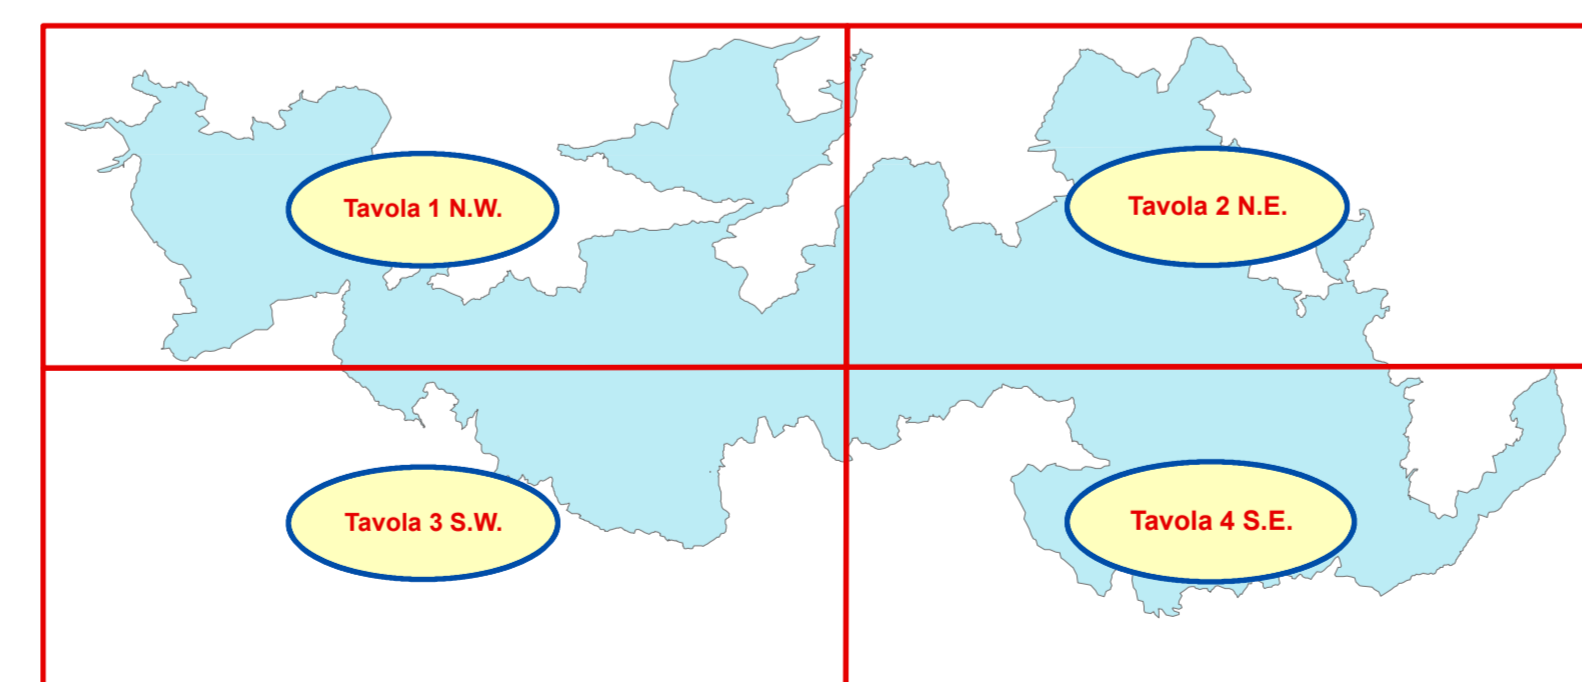 Tavola 1 N.W.
Tavola 2 N.E.
Tavola 3 S.W.
Tavola 4 S.E.